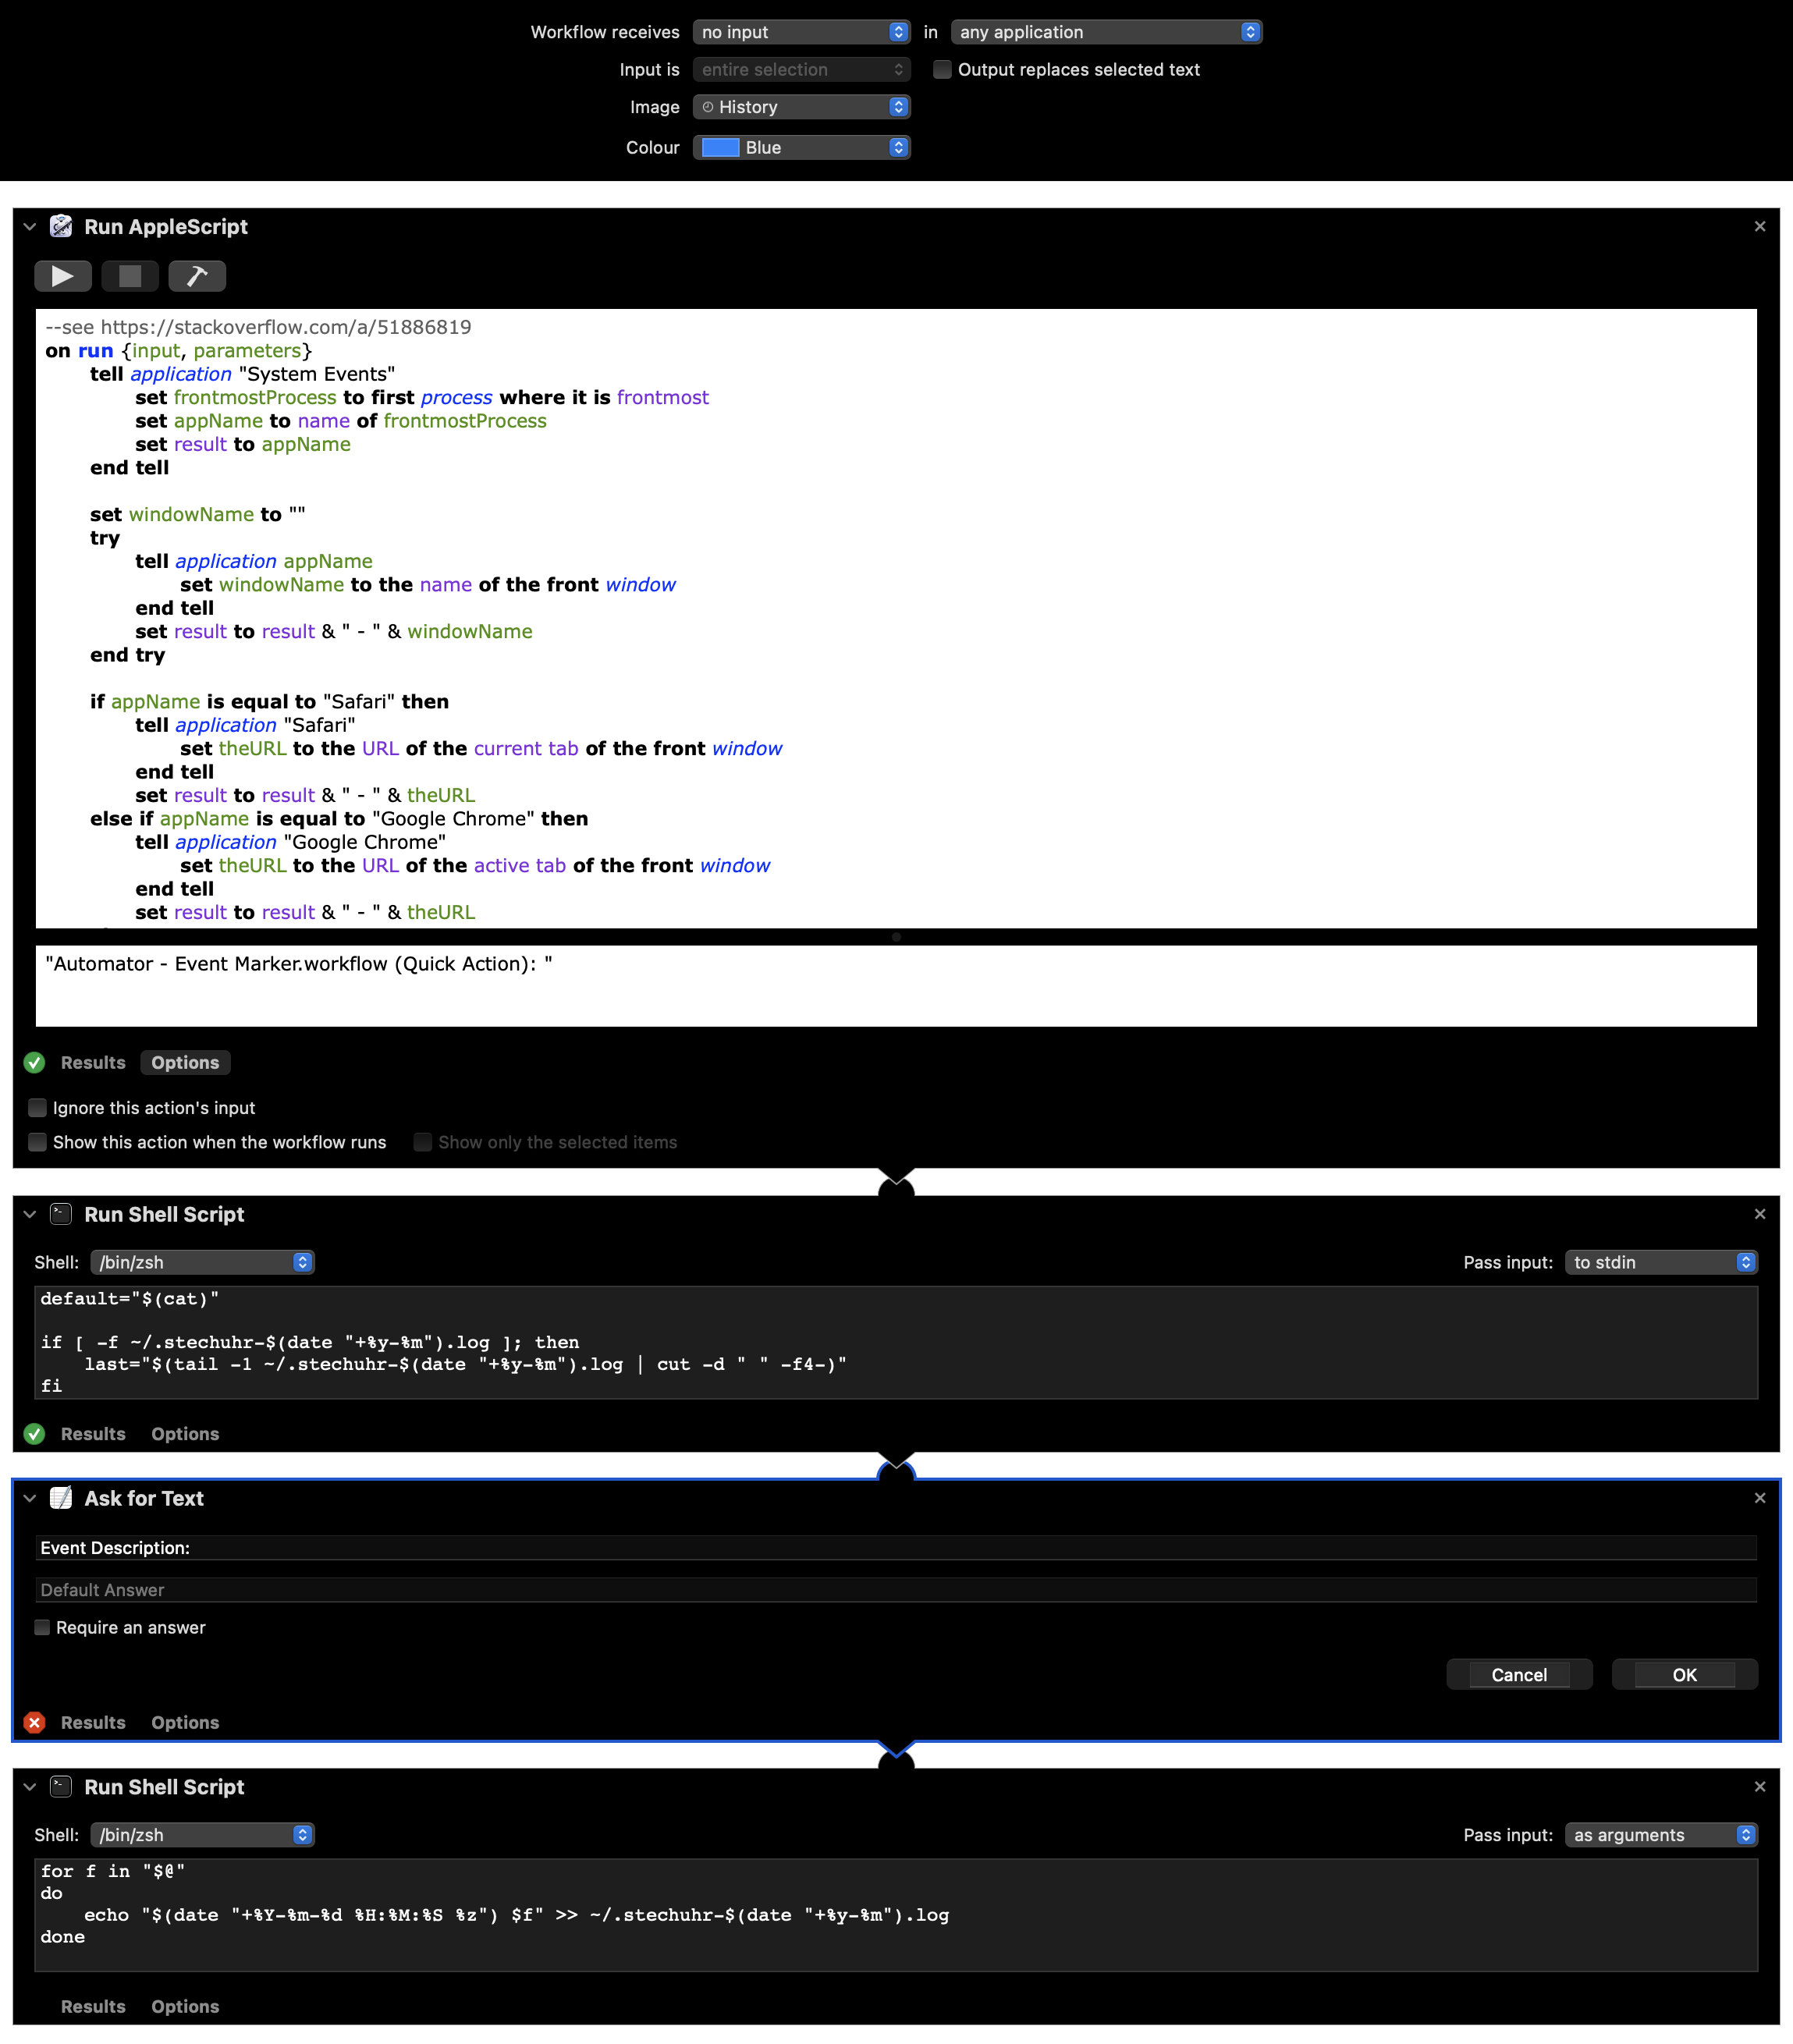 Workflow receives no input in any application
Input is entire selection Output replaces selected text
Image History
Colour Blue
Run AppleScript
--see https://stackoverflow.com/a/51886819
on run {input, parameters}
tell application "System Events"
set frontmostProcess to first process where it is frontmost
set appName to name of frontmostProcess
set result to appName
end tell
set windowName to ""
try
tell application appName
set windowName to the name of the front window
end tell
set result to result & " - " & windowName
end try
if appName is equal to "Safari" then
tell application "Safari"
set theURL to the URL of the current tab of the front window
end tell
set result to result & " - " & theURL
else if appName is equal to "Google Chrome" then
tell application "Google Chrome"
set theURL to the URL of the active tab of the front window
end tell
set result to result & " - " & theURL
"Automator - Event Marker.workflow (Quick Action): "
Results Options
Ignore this action's input
Show this action when the workflow runs Show only the selected items
Run Shell Script
Shell: /bin/zsh Pass input: to stdin
default="$(cat)"
if [ -f ~/.stechuhr-$(date "+%y-%m").log ]; then
last="$(tail -1 ~/.stechuhr-$(date "+%y-%m").log | cut -d " " -f4-)"
fi
Results Options
Ask for Text
Event Description:
Default Answer
Require an answer
Cancel OK
Results Options
Run Shell Script
Shell: /bin/zsh Pass input: as arguments
for f in "$@"
do
echo "$(date "+%Y-%m-%d %H:%M:%S %z") $f" >> ~/.stechuhr-$(date "+%y-%m").log
done
Results Options